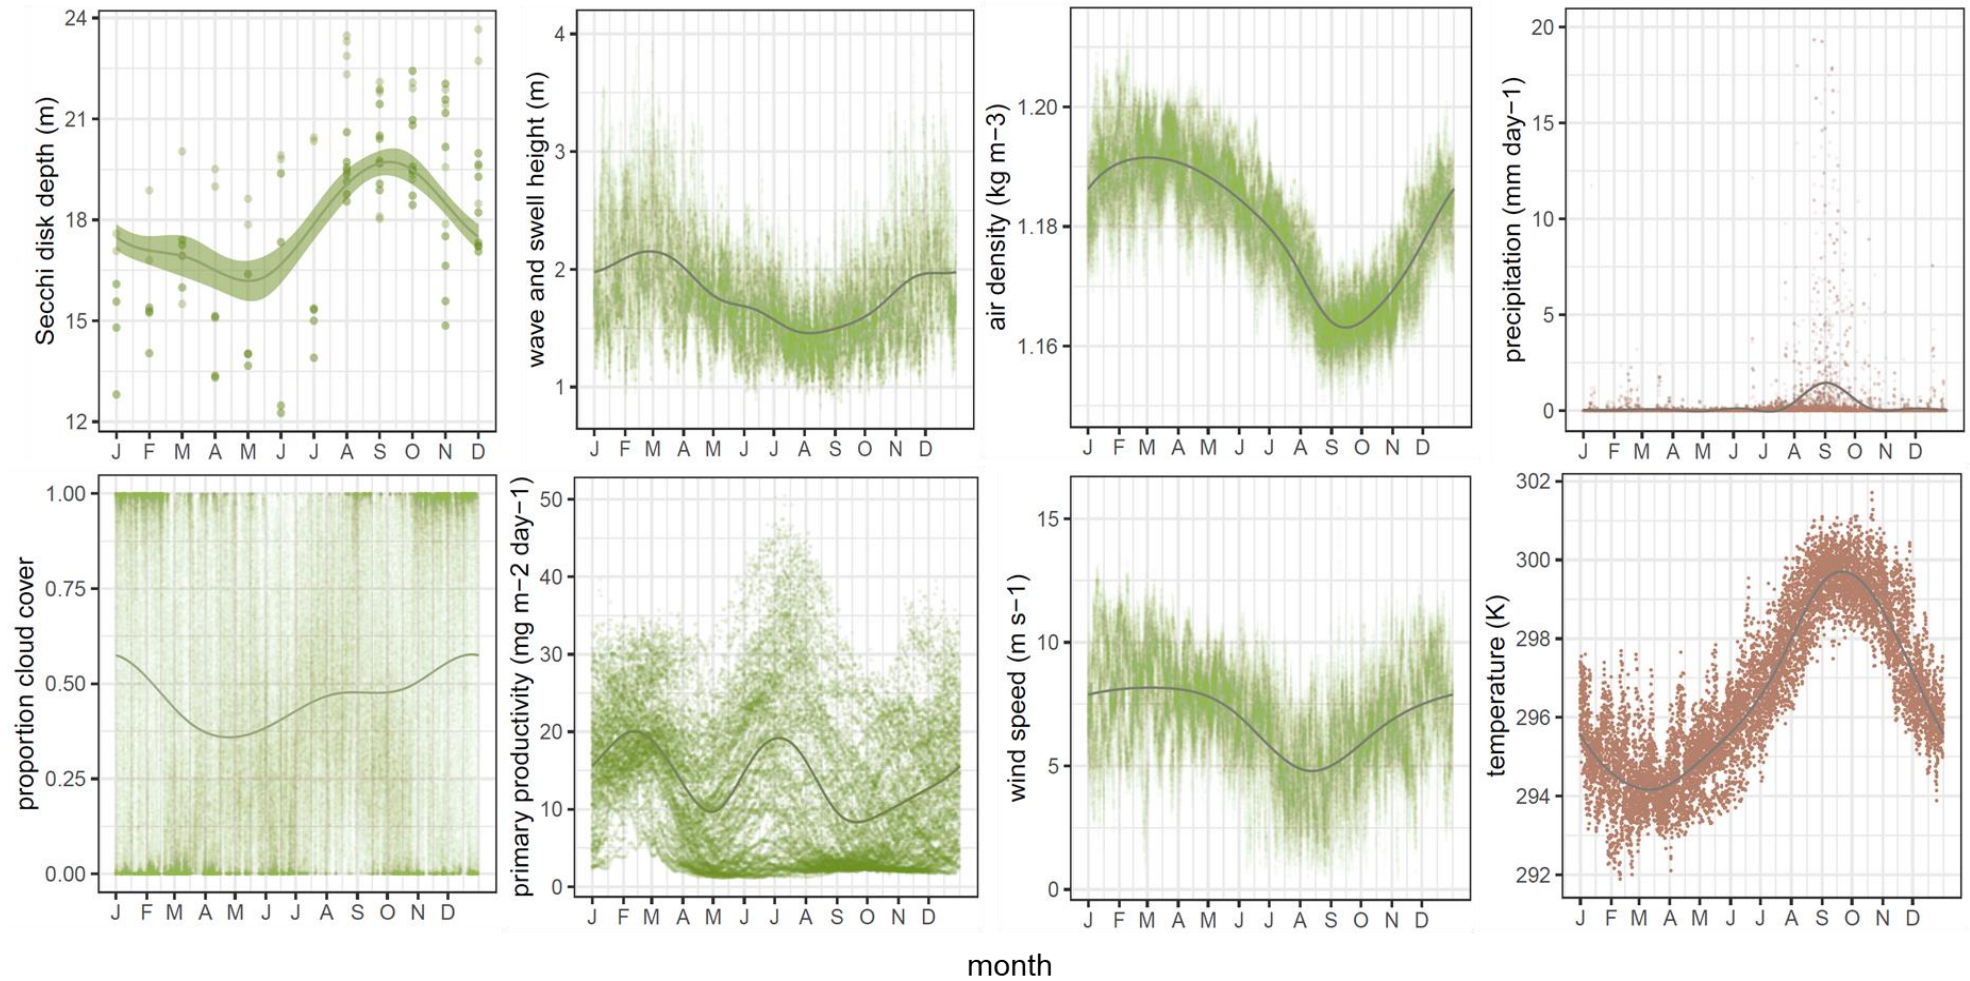 Secchi disk depth (m)
24
21
18
15
12
J F M A M J J A S O N D
wave and swell height (m)
4
3
2
1
J F M A M J J A S O N D
air density (kg m−3)
1.20
1.18
1.16
J F M A M J J A S O N D
precipitation (mm day−1)
20
15
10
5
0
J F M A M J J A S O N D
proportion cloud cover
1.00
0.75
0.50
0.25
0.00
J F M A M J J A S O N D
primary productivity (mg m−2 day−1)
50
40
30
20
10
0
J F M A M J J A S O N D
wind speed (m s−1)
15
10
5
0
J F M A M J J A S O N D
temperature (K)
302
300
298
296
294
292
J F M A M J J A S O N D
month